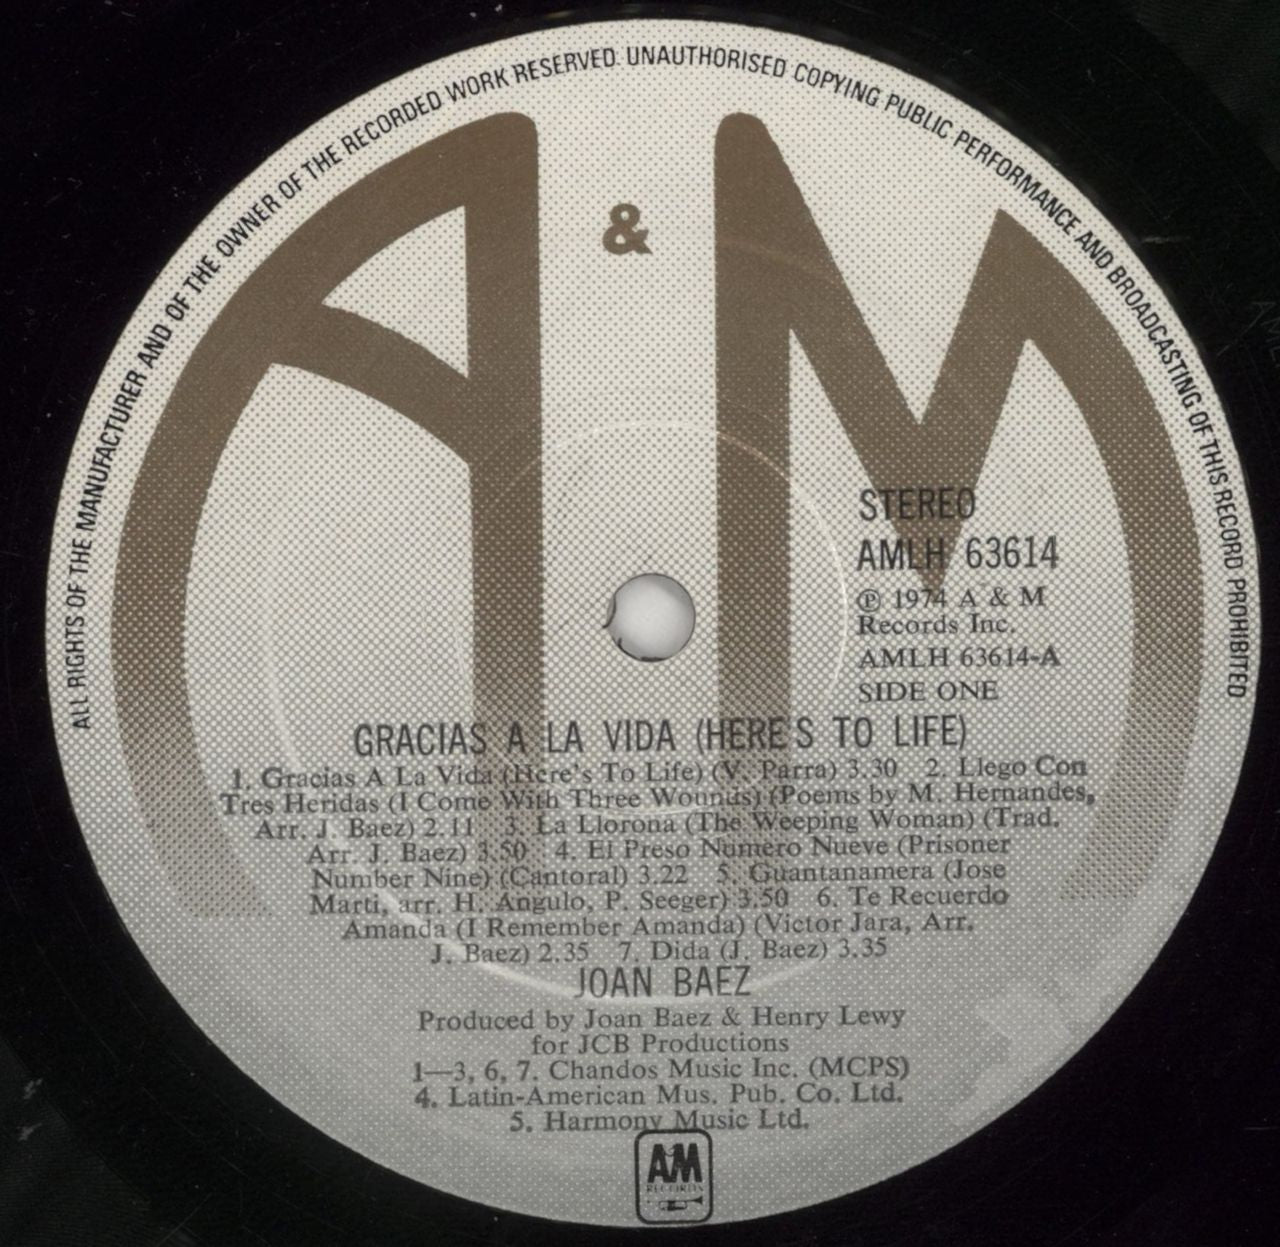 ALL RIGHTS OF THE MANUFACTURER AND OF THE OWNER OF THE RECORDED WORK RESERVED. UNAUTHORISED COPYING PUBLIC PERFORMANCE AND BROADCASTING OF THIS RECORD PROHIBITED
A & M
STEREO
AMLH 63614
℗ 1974 A & M
Records Inc.
AMLH 63614-A
SIDE ONE
GRACIAS A LA VIDA (HERE'S TO LIFE)
1. Gracias A La Vida (Here's To Life) (V. Parra) 3.30 2. Llego Con
Tres Heridas (I Come With Three Wounds) (Poems by M. Hernandes,
Arr. J. Baez) 2.11 3. La Llorona (The Weeping Woman) (Trad.
Arr. J. Baez) 3.50 4. El Preso Numero Nueve (Prisoner
Number Nine) (Cantoral) 3.22 5. Guantanamera (Jose
Marti, arr. H. Angulo, P. Seeger) 3.50 6. Te Recuerdo
Amanda (I Remember Amanda) (Victor Jara, Arr.
J. Baez) 2.35 7. Dida (J. Baez) 3.35
JOAN BAEZ
Produced by Joan Baez & Henry Lewy
for JCB Productions
1—3, 6, 7. Chandos Music Inc. (MCPS)
4. Latin-American Mus. Pub. Co. Ltd.
5. Harmony Music Ltd.
A&M
RECORDS